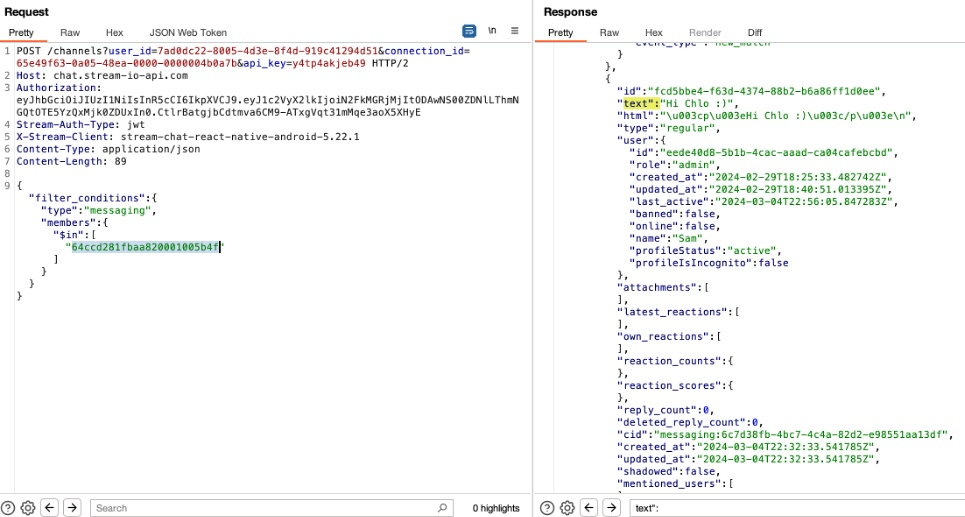 Request
Pretty Raw Hex JSON Web Token
\n
1 POST /channels?user_id=7ad0dc22-8005-4d3e-8f4d-919c41294d51&connection_id=
65e49f63-0a05-48ea-0000-0000004b0a7b&api_key=y4tp4akjeb49 HTTP/2
2 Host: chat.stream-io-api.com
3 Authorization:
eyJhbGciOiJIUzI1NiIsInR5cCI6IkpXVCJ9.eyJ1c2VyX2lkIjoiN2FkMGRjMjItODAwNS00ZDNlLThmN
GQtOTE5YzQxMjk0ZDUxIn0.CtlrBatgjbCdtmva6CM9-ATxgVqt31mMqe3aoX5XHyE
4 Stream-Auth-Type: jwt
5 X-Stream-Client: stream-chat-react-native-android-5.22.1
6 Content-Type: application/json
7 Content-Length: 89
8
9 {
"filter_conditions":{
"type":"messaging",
"members":{
"$in":[
"64ccd281fbaa820001005b4f"
]
}
}
}
Search
0 highlights
Response
Pretty Raw Hex Render Diff
"event_type":"new_match"
}
},
{
"id":"fcd5bbe4-f63d-4374-88b2-b6a86ff1d0ee",
"text":"Hi Chlo :)",
"html":"\u003cp\u003eHi Chlo :)\u003c/p\u003e\n",
"type":"regular",
"user":{
"id":"eede40d8-5b1b-4cac-aaad-ca04cafebcbd",
"role":"admin",
"created_at":"2024-02-29T18:25:33.482742Z",
"updated_at":"2024-02-29T18:40:51.013395Z",
"last_active":"2024-03-04T22:56:05.847283Z",
"banned":false,
"online":false,
"name":"Sam",
"profileStatus":"active",
"profileIsIncognito":false
},
"attachments":[
],
"latest_reactions":[
],
"own_reactions":[
],
"reaction_counts":{
},
"reaction_scores":{
},
"reply_count":0,
"deleted_reply_count":0,
"cid":"messaging:6c7d38fb-4bc7-4c4a-82d2-e98551aa13df",
"created_at":"2024-03-04T22:32:33.541785Z",
"updated_at":"2024-03-04T22:32:33.541785Z",
"shadowed":false,
"mentioned_users":[
text":